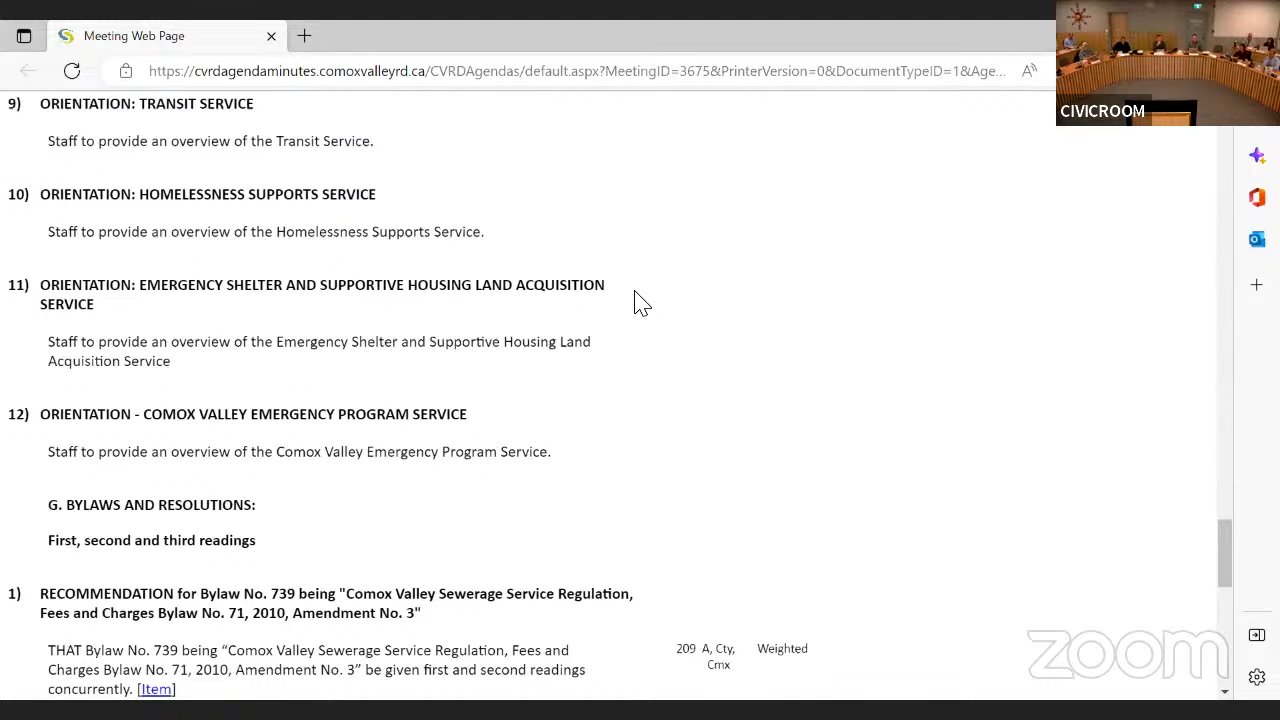 Meeting Web Page
https://cvrdagendaminutes.comoxvalleyrd.ca/CVRDAgendas/default.aspx?MeetingID=3675&PrinterVersion=0&DocumentTypeID=1&Age...
CIVICROOM
9) ORIENTATION: TRANSIT SERVICE
Staff to provide an overview of the Transit Service.
10) ORIENTATION: HOMELESSNESS SUPPORTS SERVICE
Staff to provide an overview of the Homelessness Supports Service.
11) ORIENTATION: EMERGENCY SHELTER AND SUPPORTIVE HOUSING LAND ACQUISITION
SERVICE
Staff to provide an overview of the Emergency Shelter and Supportive Housing Land
Acquisition Service
12) ORIENTATION - COMOX VALLEY EMERGENCY PROGRAM SERVICE
Staff to provide an overview of the Comox Valley Emergency Program Service.
G. BYLAWS AND RESOLUTIONS:
First, second and third readings
1) RECOMMENDATION for Bylaw No. 739 being "Comox Valley Sewerage Service Regulation,
Fees and Charges Bylaw No. 71, 2010, Amendment No. 3"
THAT Bylaw No. 739 being “Comox Valley Sewerage Service Regulation, Fees and 209 A, Cty, Weighted
Charges Bylaw No. 71, 2010, Amendment No. 3” be given first and second readings Cmx
concurrently. [Item]
zoom